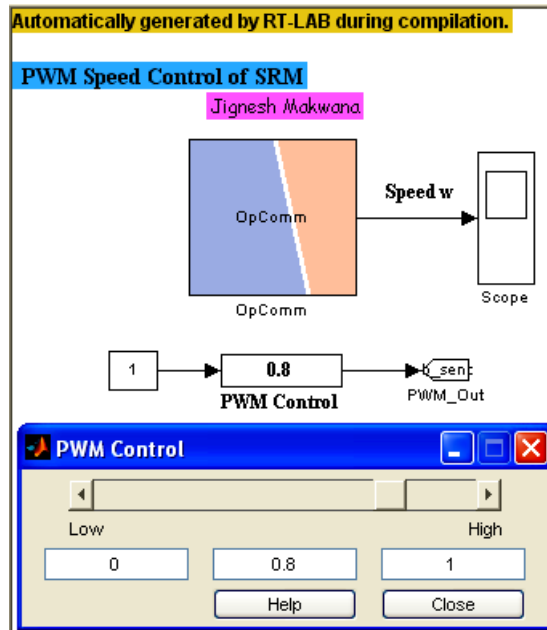 Automatically generated by RT-LAB during compilation.
PWM Speed Control of SRM
Jignesh Makwana
OpComm
Speed w
OpComm
Scope
1
0.8
PWM Control
PWM_Out
PWM Control
Low
High
0
0.8
1
Help
Close